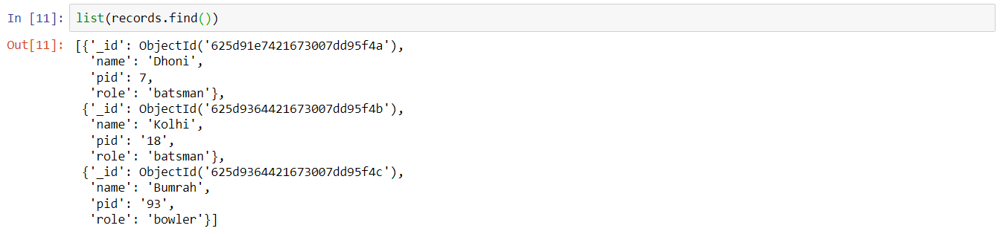 In [11]: list(records.find())
Out[11]: [{'_id': ObjectId('625d91e7421673007dd95f4a'),
'name': 'Dhoni',
'pid': 7,
'role': 'batsman'},
{'_id': ObjectId('625d9364421673007dd95f4b'),
'name': 'Kolhi',
'pid': '18',
'role': 'batsman'},
{'_id': ObjectId('625d9364421673007dd95f4c'),
'name': 'Bumrah',
'pid': '93',
'role': 'bowler'}]